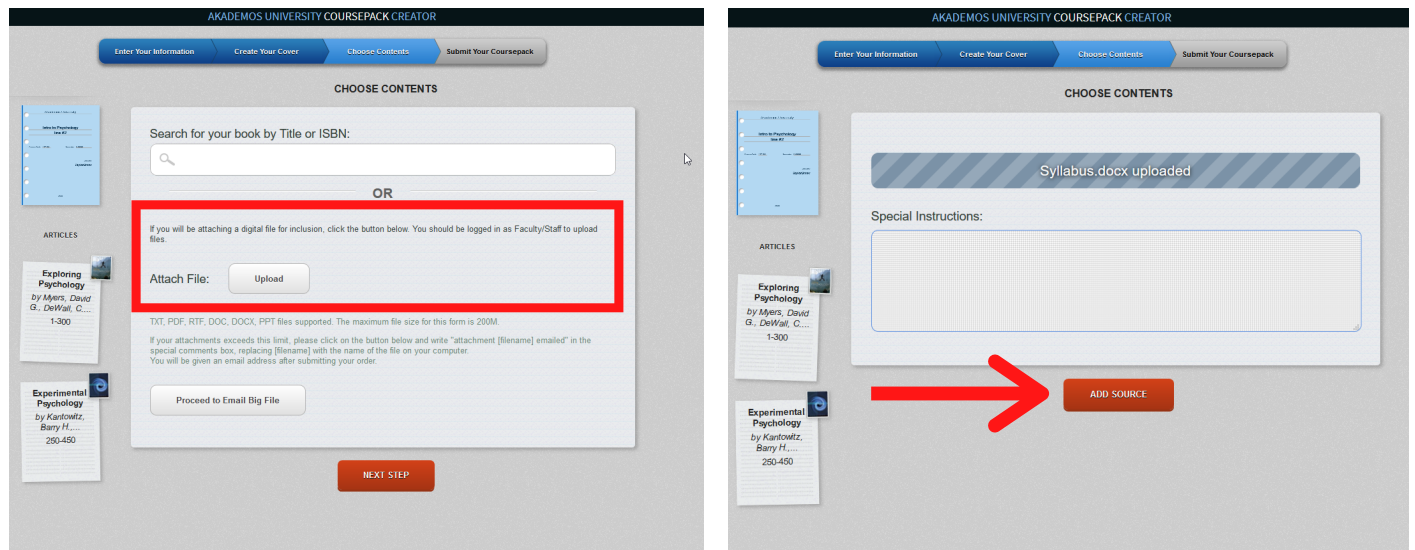 AKADEMOS UNIVERSITY COURSEPACK CREATOR
Enter Your Information
Create Your Cover
Choose Contents
Submit Your Coursepack
CHOOSE CONTENTS
Intro to Psychology
Search for your book by Title or ISBN:
OR
If you will be attaching a digital file for inclusion, click the button below. You should be logged in as Faculty/Staff to upload
files.
Attach File:
Upload
TXT, PDF, RTF, DOC, DOCX, PPT files supported. The maximum file size for this form is 200M.
If your attachments exceeds this limit, please click on the button below and write "attachment [filename] emailed" in the
special comments box, replacing [filename] with the name of the file on your computer.
You will be given an email address after submitting your order.
Proceed to Email Big File
NEXT STEP
ARTICLES
Exploring
Psychology
by Myers, David
G., DeWall, C....
1-300
Experimental
Psychology
by Kantowitz,
Barry H.,...
250-450
AKADEMOS UNIVERSITY COURSEPACK CREATOR
Enter Your Information
Create Your Cover
Choose Contents
Submit Your Coursepack
CHOOSE CONTENTS
Intro to Psychology
Syllabus.docx uploaded
Special Instructions:
ADD SOURCE
ARTICLES
Exploring
Psychology
by Myers, David
G., DeWall, C....
1-300
Experimental
Psychology
by Kantowitz,
Barry H.,...
250-450